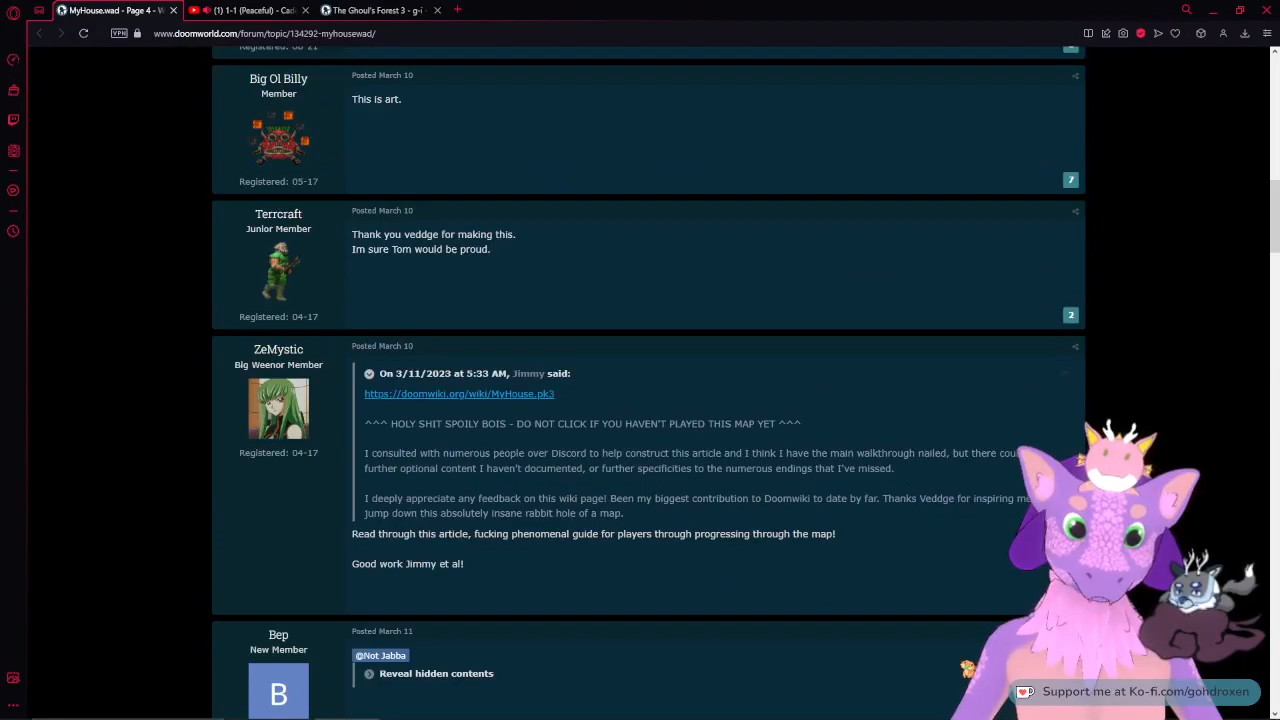 MyHouse.wad - Page 4 - W
(1) 1-1 (Peaceful) - Cad
The Ghoul's Forest 3 - g-i
VPN
www.doomworld.com/forum/topic/134292-myhousewad/
Big Ol Billy
Member
Registered: 05-17
Posted March 10
This is art.
7
Terrcraft
Junior Member
Registered: 04-17
Posted March 10
Thank you veddge for making this.
Im sure Tom would be proud.
2
ZeMystic
Big Weenor Member
Registered: 04-17
Posted March 10
On 3/11/2023 at 5:33 AM, Jimmy said:
https://doomwiki.org/wiki/MyHouse.pk3
^^^ HOLY SHIT SPOILY BOIS - DO NOT CLICK IF YOU HAVEN'T PLAYED THIS MAP YET ^^^
I consulted with numerous people over Discord to help construct this article and I think I have the main walkthrough nailed, but there cou
further optional content I haven't documented, or further specificities to the numerous endings that I've missed.
I deeply appreciate any feedback on this wiki page! Been my biggest contribution to Doomwiki to date by far. Thanks Veddge for inspiring me
jump down this absolutely insane rabbit hole of a map.
Read through this article, fucking phenomenal guide for players through progressing through the map!
Good work Jimmy et al!
Bep
New Member
B
Posted March 11
@Not Jabba
Reveal hidden contents
Support me at Ko-fi.com/gohdroxen